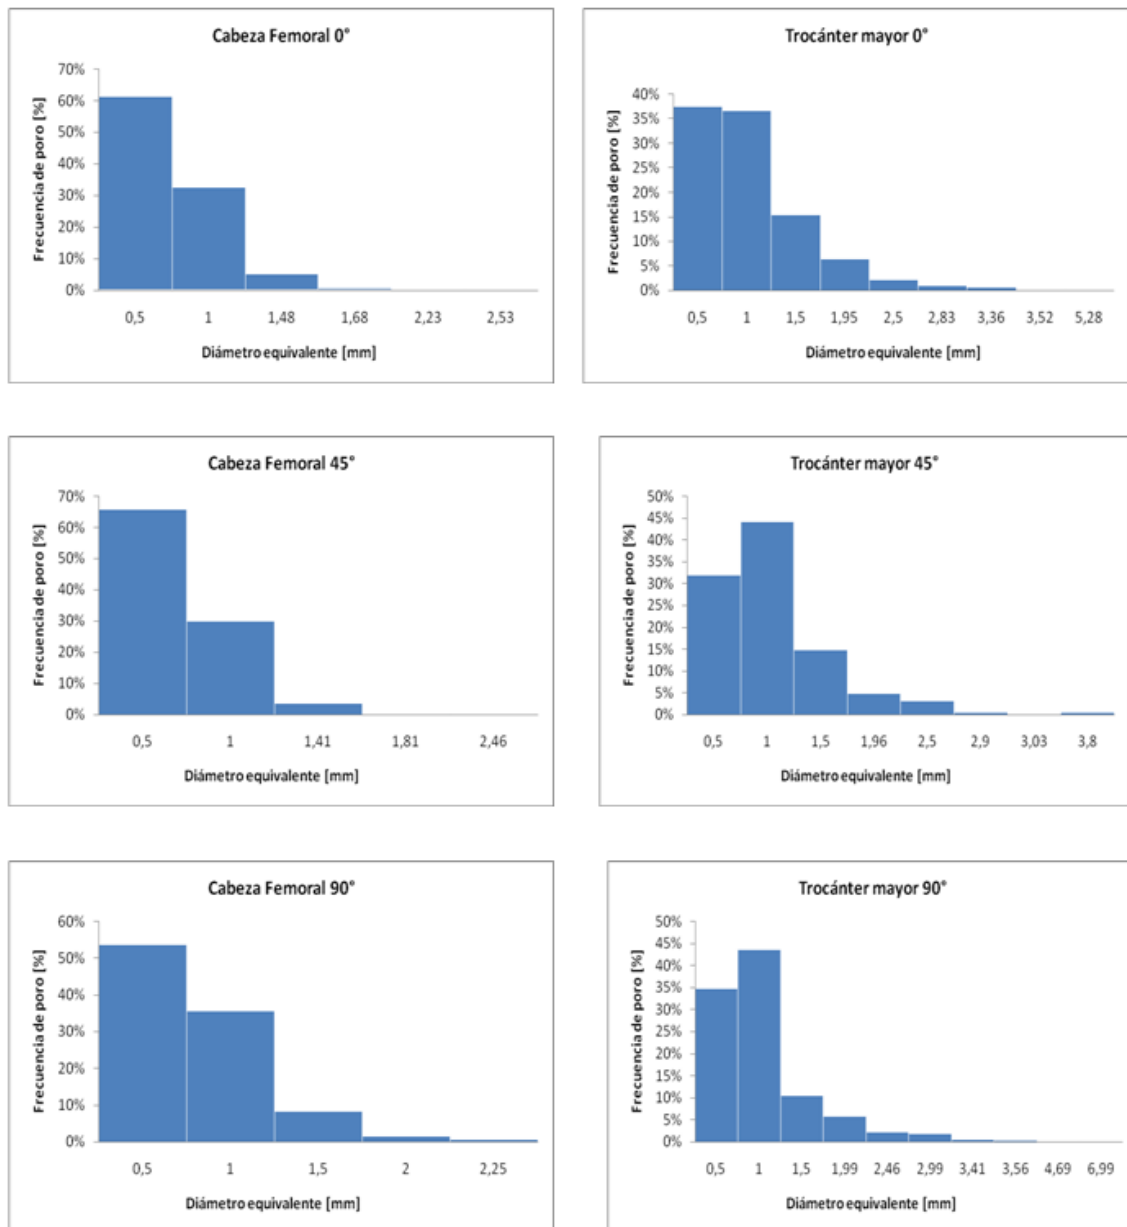 Cabeza Femoral 0°
Frecuencia de poro [%]
70%
60%
50%
40%
30%
20%
10%
0%
0,5 1 1,48 1,68 2,23 2,53
Diámetro equivalente [mm]
Trocánter mayor 0°
Frecuencia de poro [%]
40%
35%
30%
25%
20%
15%
10%
5%
0%
0,5 1 1,5 1,95 2,5 2,83 3,36 3,52 5,28
Diámetro equivalente [mm]
Cabeza Femoral 45°
Frecuencia de poro [%]
70%
60%
50%
40%
30%
20%
10%
0%
0,5 1 1,41 1,81 2,46
Diámetro equivalente [mm]
Trocánter mayor 45°
Frecuencia de poro [%]
50%
45%
40%
35%
30%
25%
20%
15%
10%
5%
0%
0,5 1 1,5 1,96 2,5 2,9 3,03 3,8
Diámetro equivalente [mm]
Cabeza Femoral 90°
Frecuencia de poro [%]
60%
50%
40%
30%
20%
10%
0%
0,5 1 1,5 2 2,25
Diámetro equivalente [mm]
Trocánter mayor 90°
Frecuencia de poro [%]
50%
45%
40%
35%
30%
25%
20%
15%
10%
5%
0%
0,5 1 1,5 1,99 2,46 2,99 3,41 3,56 4,69 6,99
Diámetro equivalente [mm]